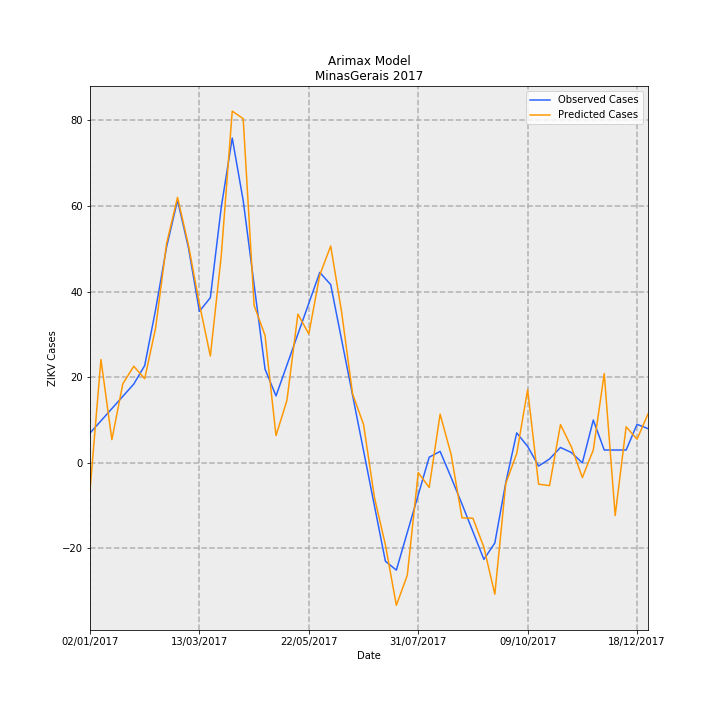 Arimax Model
MinasGerais 2017
Observed Cases
Predicted Cases
ZIKV Cases
80
60
40
20
0
−20
02/01/2017 13/03/2017 22/05/2017 31/07/2017 09/10/2017 18/12/2017
Date